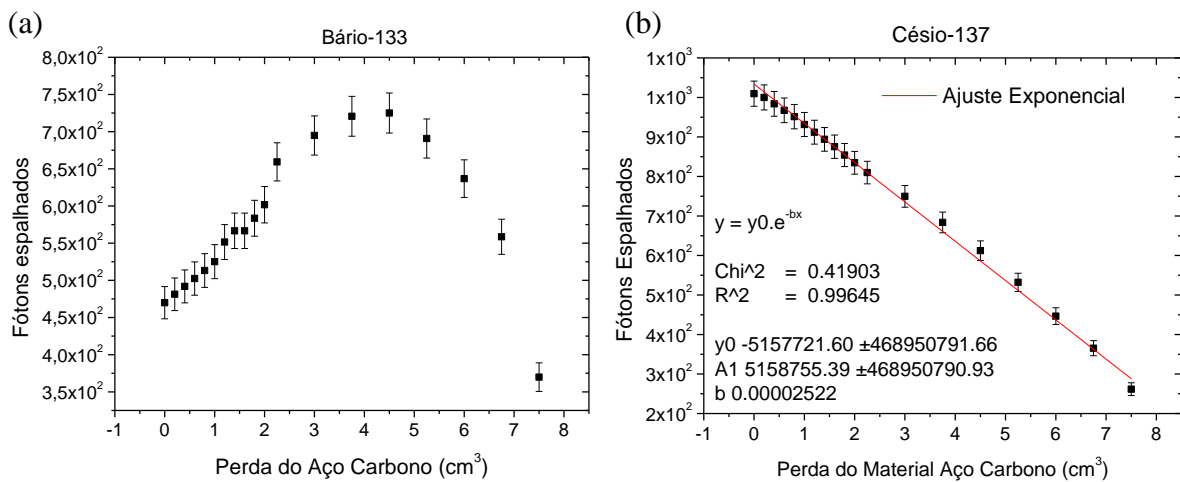 (a)
Bário-133
8,0x10²
7,5x10²
7,0x10²
6,5x10²
6,0x10²
5,5x10²
5,0x10²
4,5x10²
4,0x10²
3,5x10²
Fótons espalhados
-1 0 1 2 3 4 5 6 7 8
Perda do Aço Carbono (cm³)
(b)
Césio-137
1x10³
1x10³
9x10²
8x10²
7x10²
6x10²
5x10²
4x10²
3x10²
2x10²
Fótons Espalhados
Ajuste Exponencial
y = y0.e⁻ᵇˣ
Chi^2 = 0.41903
R^2 = 0.99645
y0 -5157721.60 ±468950791.66
A1 5158755.39 ±468950790.93
b 0.00002522
-1 0 1 2 3 4 5 6 7 8
Perda do Material Aço Carbono (cm³)